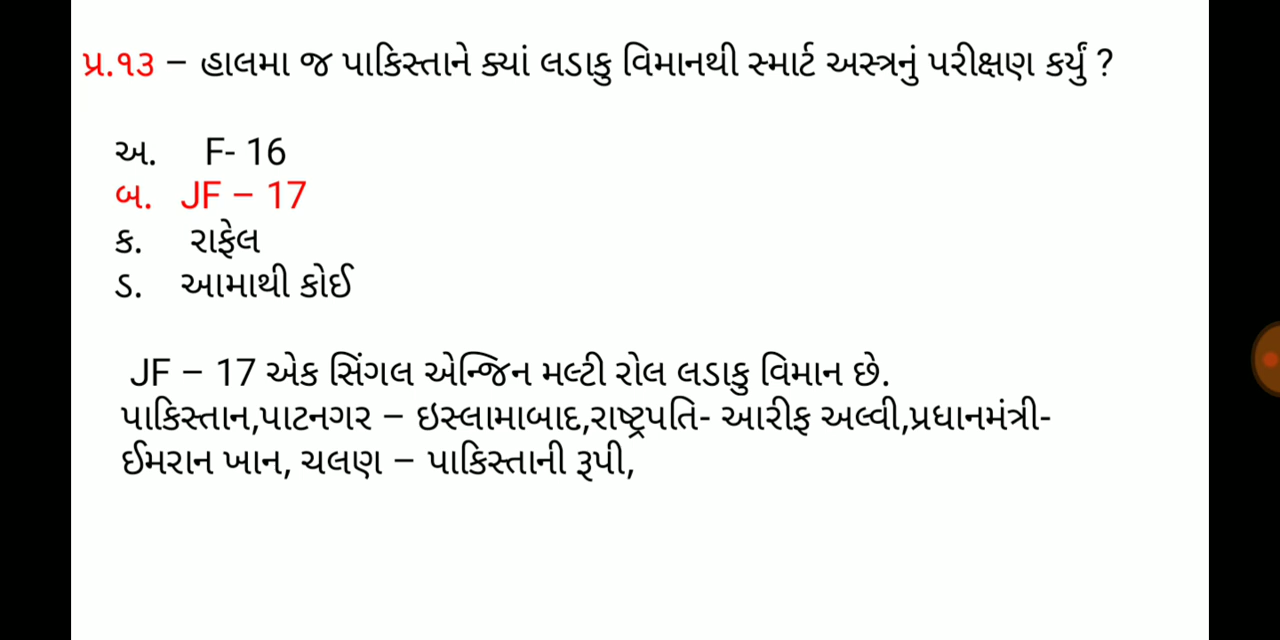 પ્ર.૧૩ – હાલમા જ પાકિસ્તાને ક્યાં લડાકુ વિમાનથી સ્માર્ટ અસ્ત્રનું પરીક્ષણ કર્યું ?
અ. F- 16
બ. JF – 17
ક. રાફેલ
ડ. આમાથી કોઈ
JF – 17 એક સિંગલ એન્જિન મલ્ટી રોલ લડાકુ વિમાન છે.
પાકિસ્તાન,પાટનગર – ઇસ્લામાબાદ,રાષ્ટ્રપતિ- આરીફ અલ્વી,પ્રધાનમંત્રી-
ઈમરાન ખાન, ચલણ – પાકિસ્તાની રૂપી,